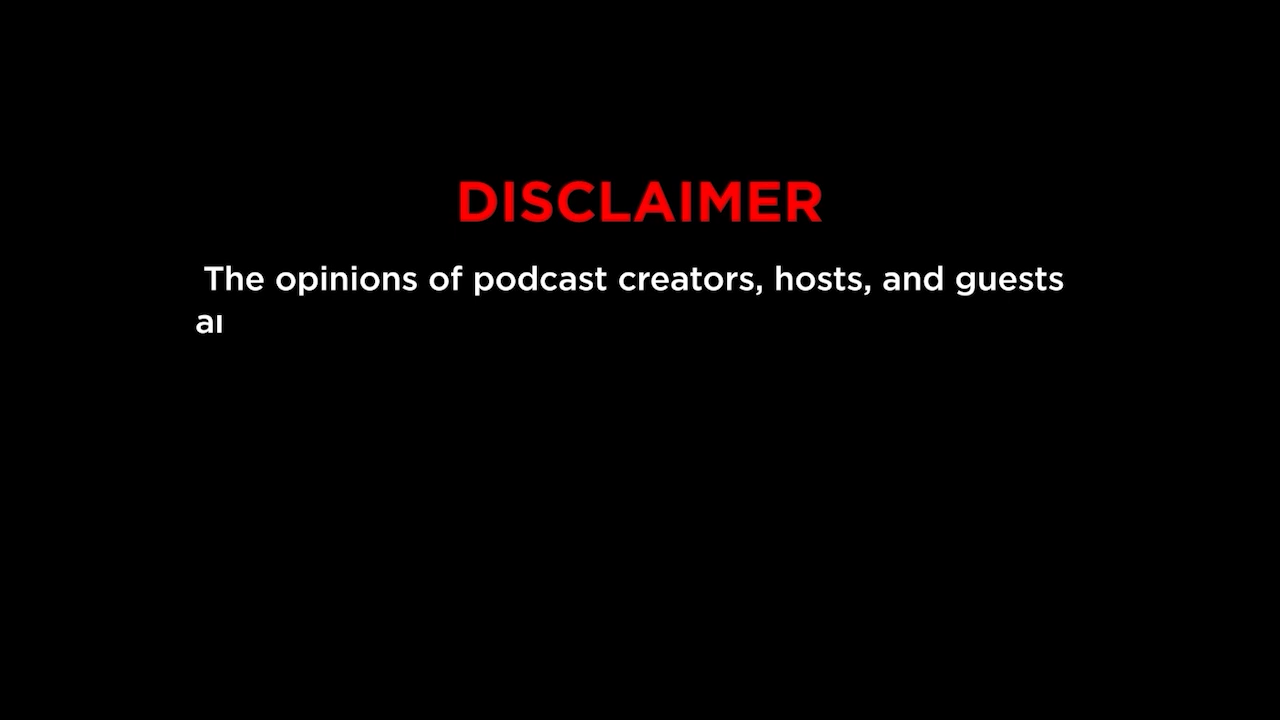 DISCLAIMER
The opinions of podcast creators, hosts, and guests